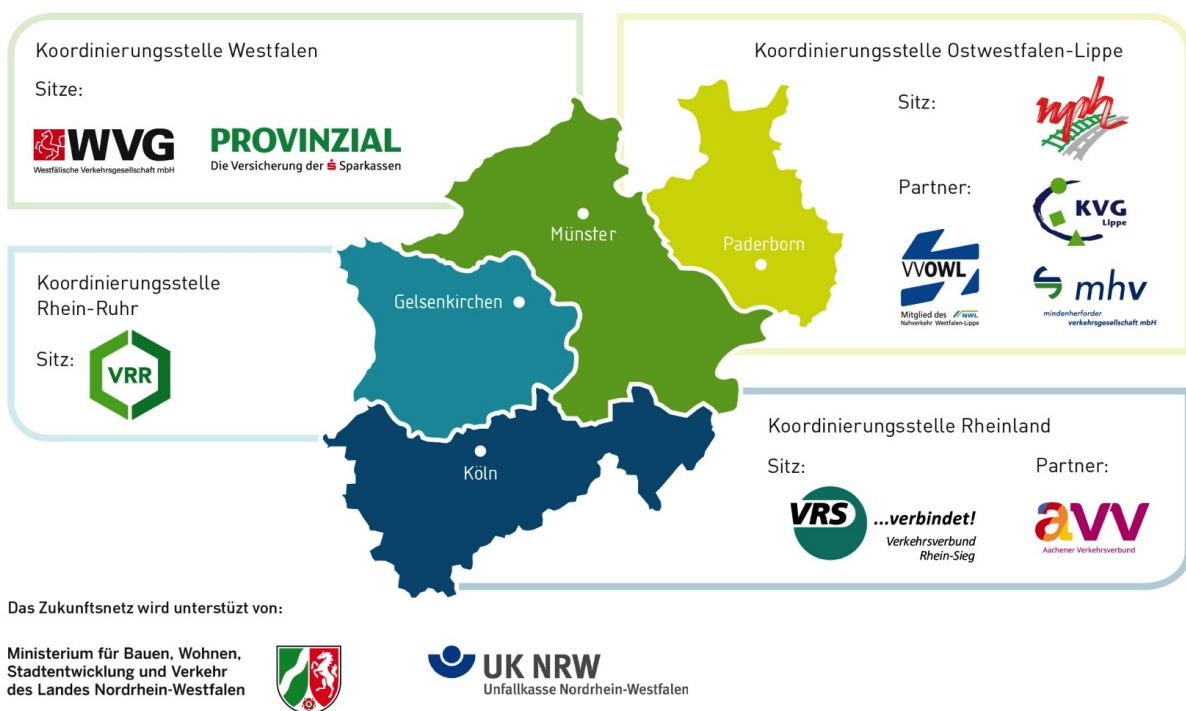 Koordinierungsstelle Westfalen
Sitze:
WVG
Westfälische Verkehrsgesellschaft mbH
PROVINZIAL
Die Versicherung der S Sparkassen
Koordinierungsstelle Ostwestfalen-Lippe
Sitz:
nph
Partner:
KVG
Lippe
VVOWL
Mitglied des NWL
Nahverkehr Westfalen-Lippe
mhv
mindenherforder
verkehrsgesellschaft mbH
Münster
Paderborn
Gelsenkirchen
Köln
Koordinierungsstelle
Rhein-Ruhr
Sitz:
VRR
Koordinierungsstelle Rheinland
Sitz:
VRS
...verbindet!
Verkehrsverbund
Rhein-Sieg
Partner:
avv
Aachener Verkehrsverbund
Das Zukunftsnetz wird unterstüzt von:
Ministerium für Bauen, Wohnen,
Stadtentwicklung und Verkehr
des Landes Nordrhein-Westfalen
UK NRW
Unfallkasse Nordrhein-Westfalen